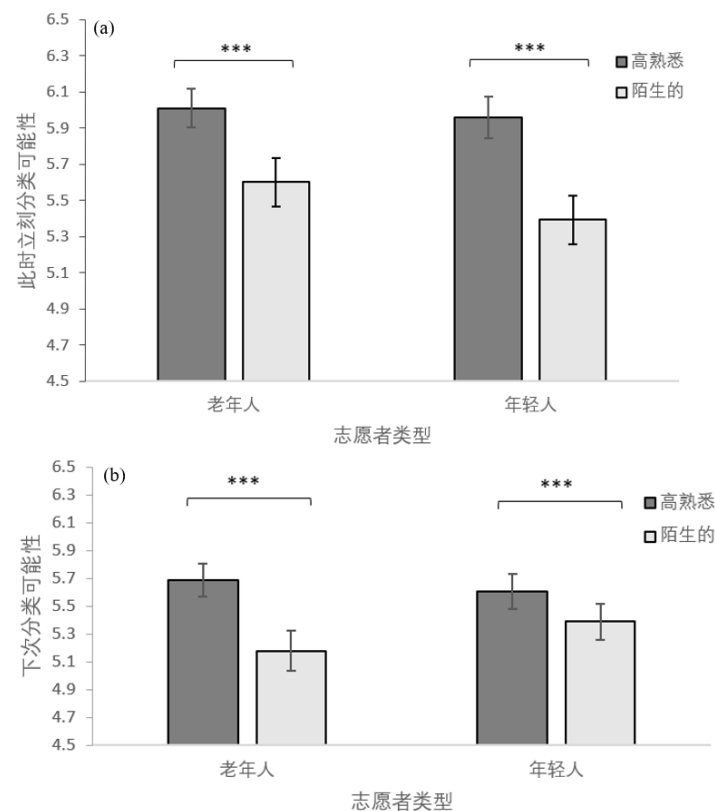 (a)
***
***
高熟悉
陌生的
6.5
6.3
6.1
5.9
5.7
5.5
5.3
5.1
4.9
4.7
4.5
此时立刻分类可能性
老年人
年轻人
志愿者类型
(b)
***
***
高熟悉
陌生的
6.5
6.3
6.1
5.9
5.7
5.5
5.3
5.1
4.9
4.7
4.5
下次分类可能性
老年人
年轻人
志愿者类型